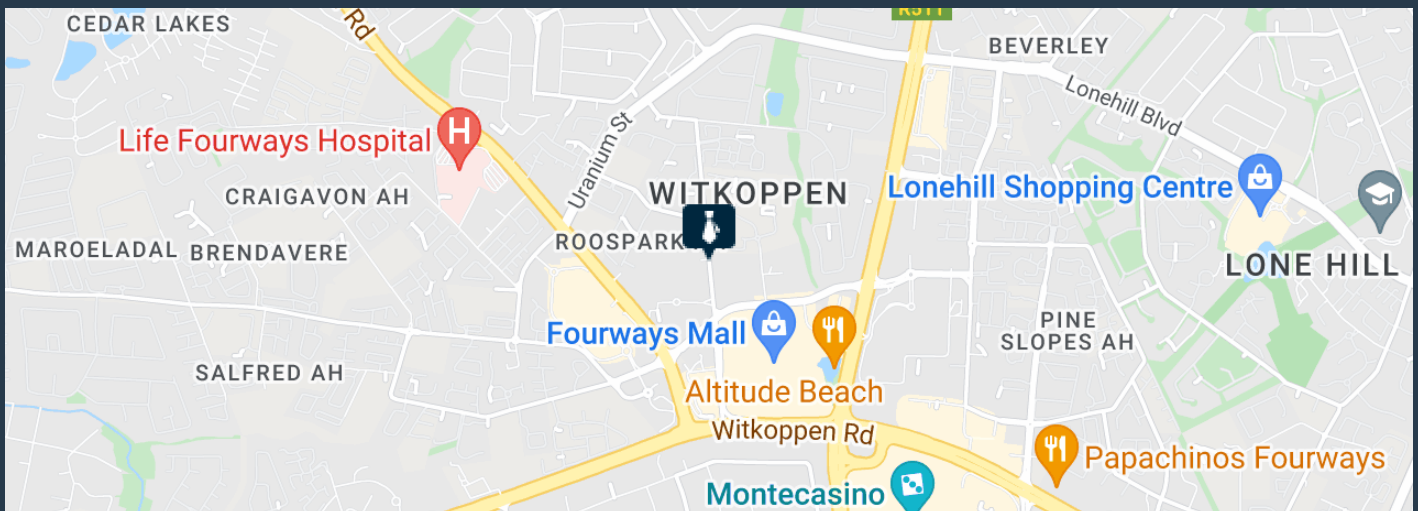 CEDAR LAKES
Rd
R511
BEVERLEY
Lonehill Blvd
Life Fourways Hospital
H
Uranium St
CRAIGAVON AH
WITKOPPEN
Lonehill Shopping Centre
MAROELADAL
BRENDAVERE
ROOSPARK
LONE HILL
Fourways Mall
PINE
SLOPES AH
SALFRED AH
Altitude Beach
Witkoppen Rd
Papachinos Fourways
Montecasino